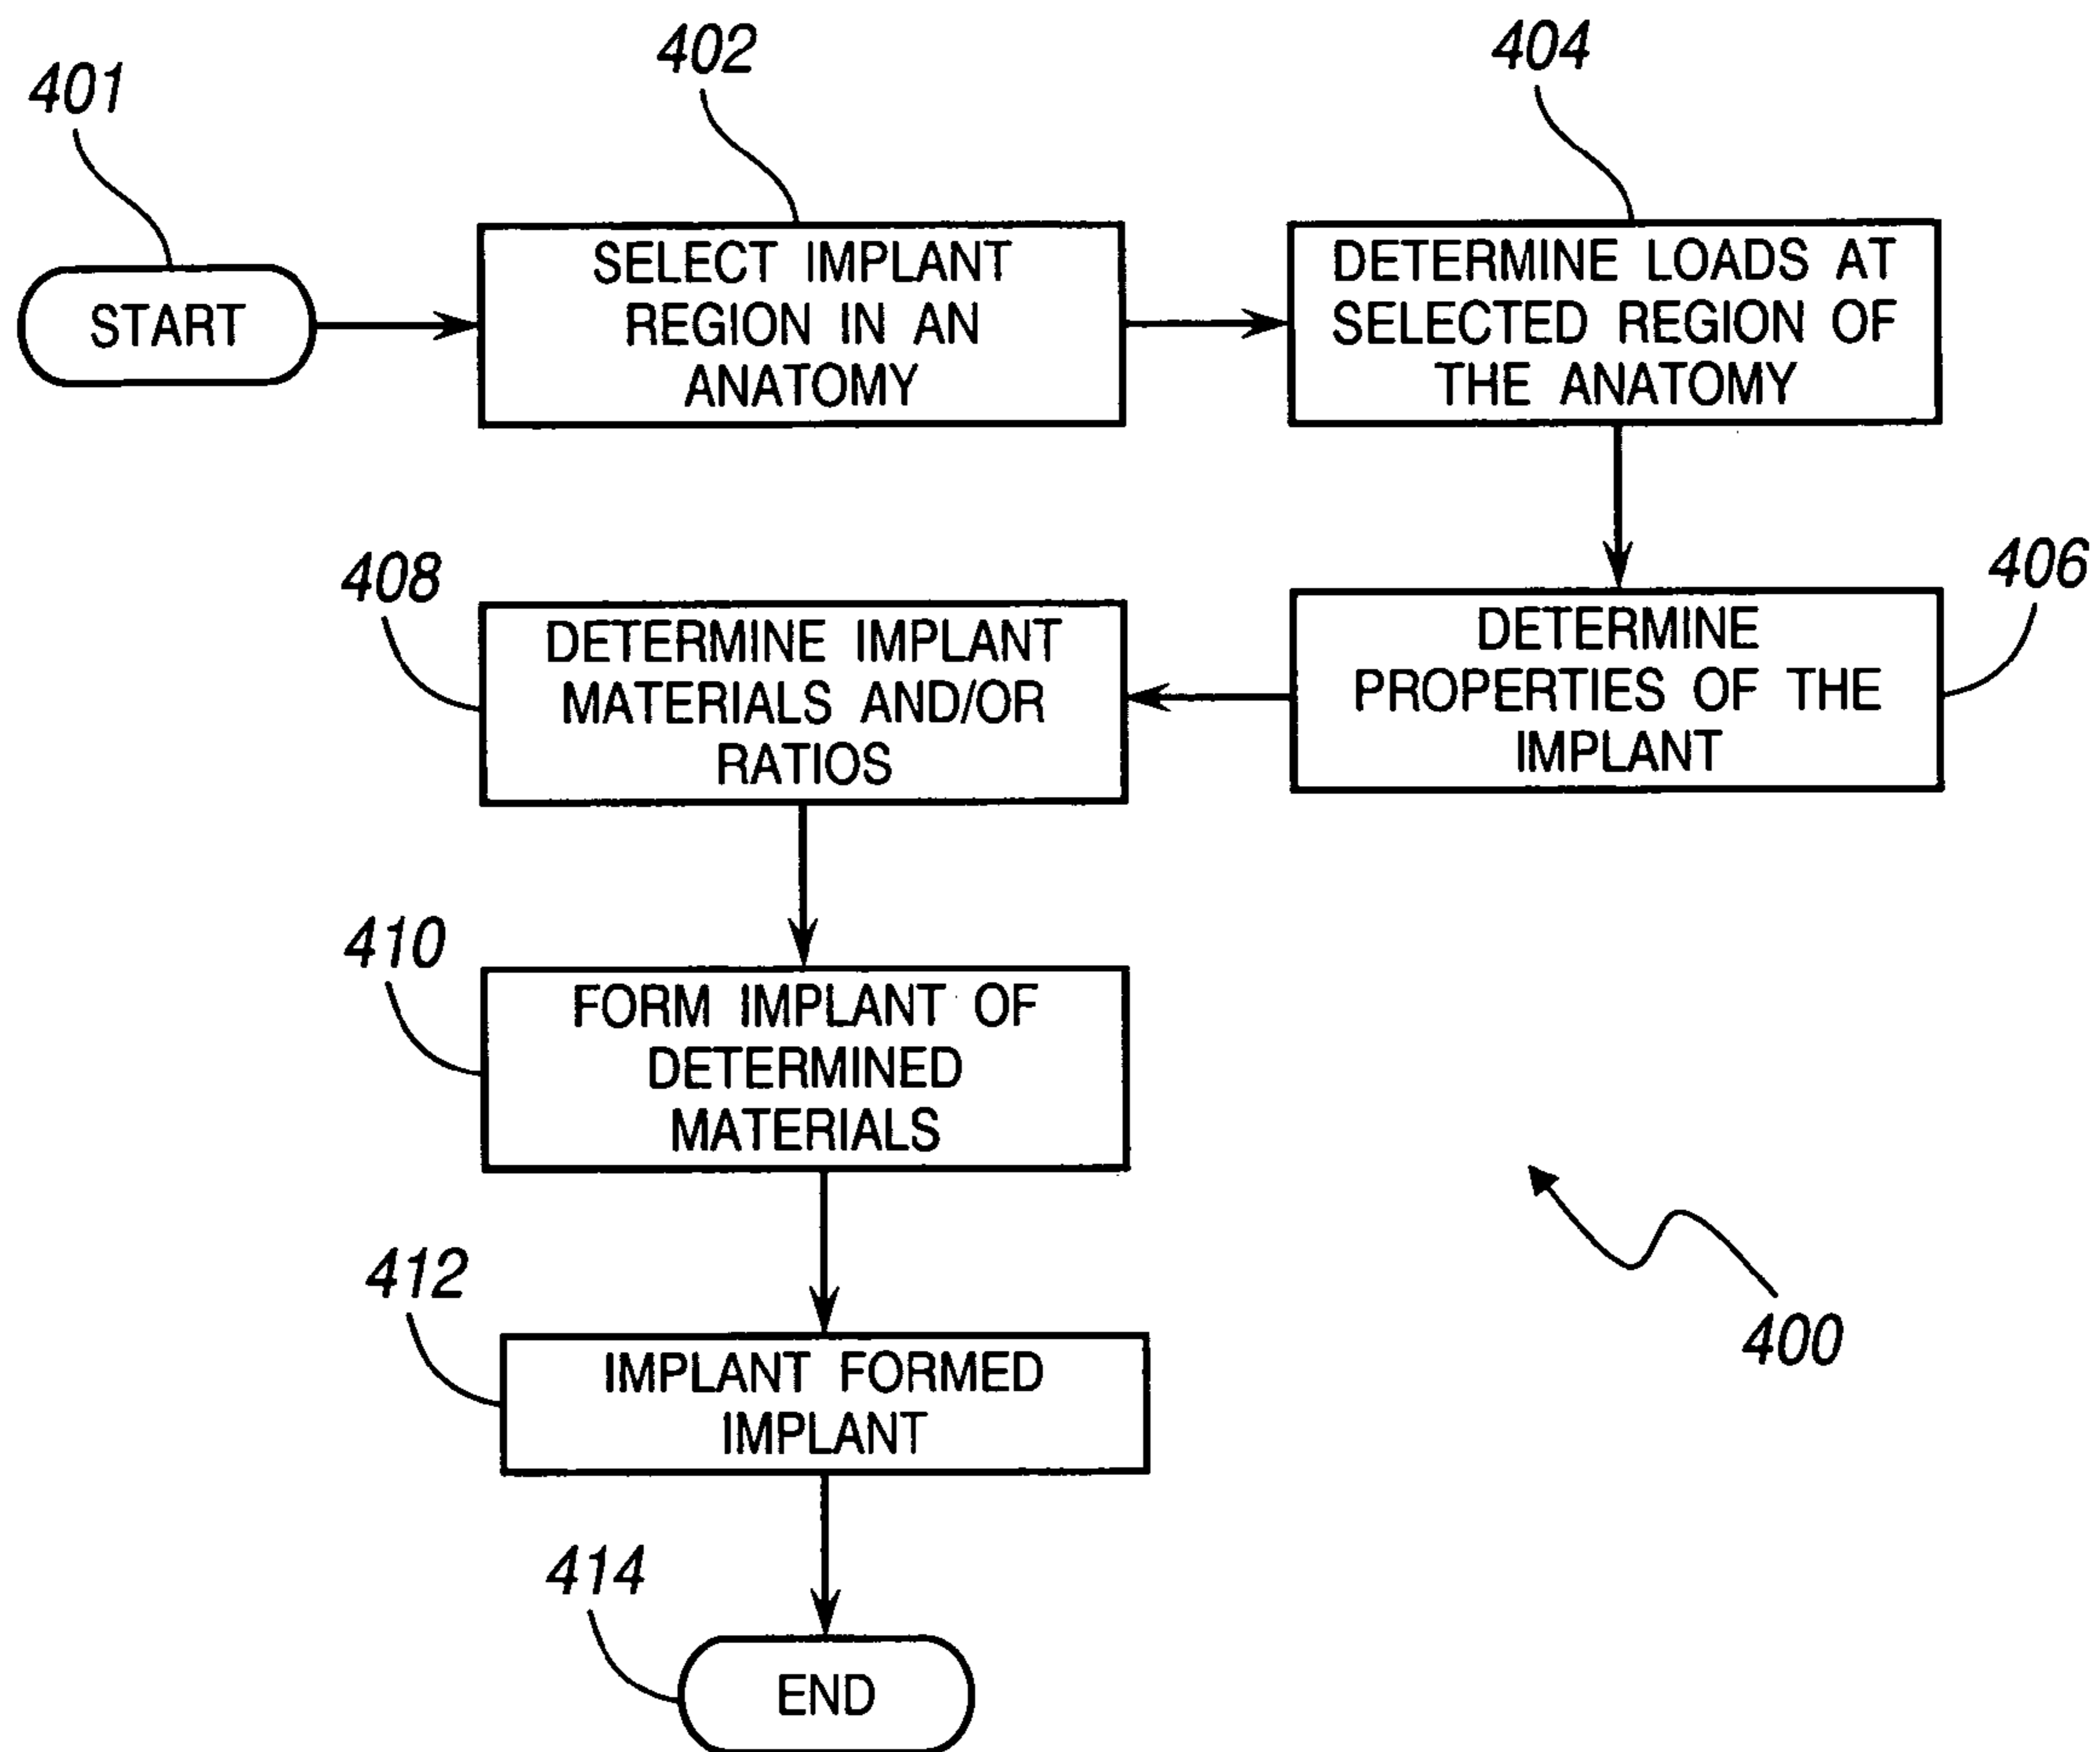 401
402
404
START
SELECT IMPLANT
REGION IN AN
ANATOMY
DETERMINE LOADS AT
SELECTED REGION OF
THE ANATOMY
406
DETERMINE
PROPERTIES OF THE
IMPLANT
408
DETERMINE IMPLANT
MATERIALS AND/OR
RATIOS
410
FORM IMPLANT OF
DETERMINED
MATERIALS
412
IMPLANT FORMED
IMPLANT
400
414
END